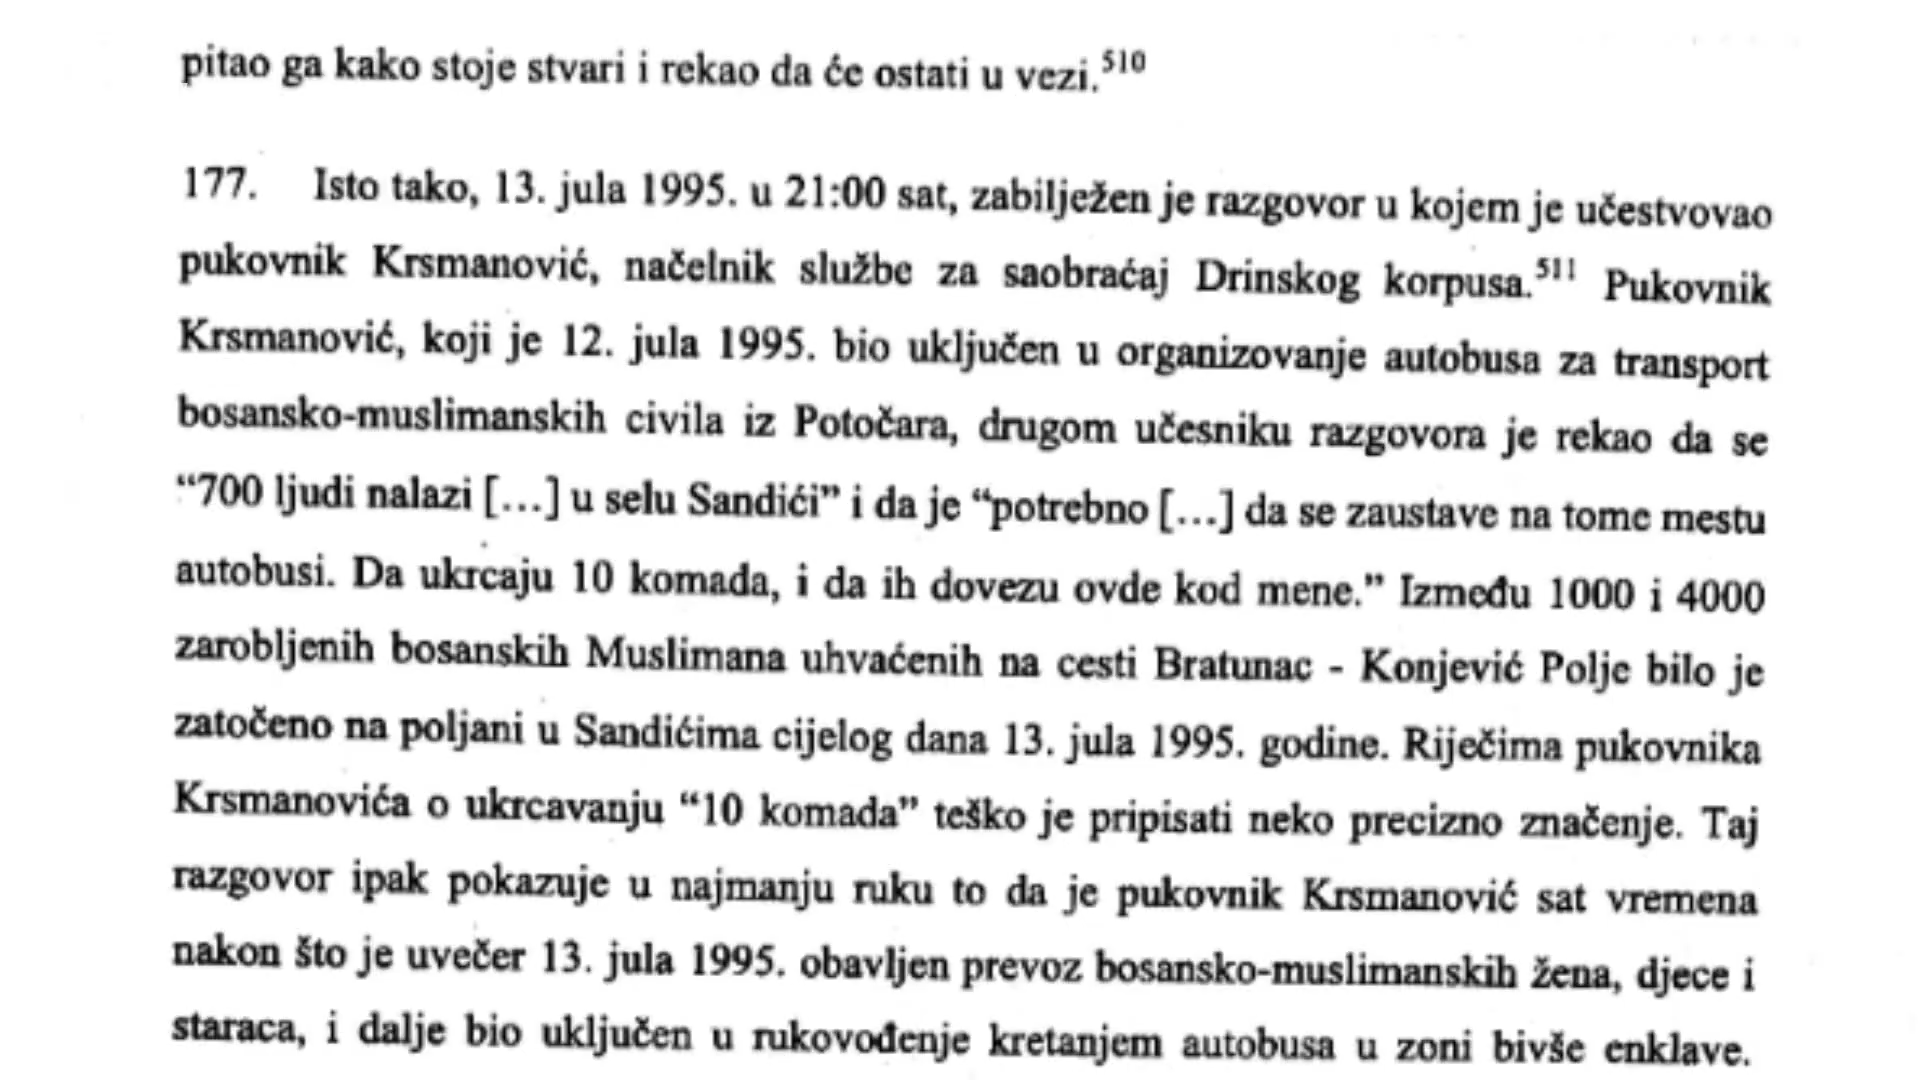 pitao ga kako stoje stvari i rekao da će ostati u vezi.510
177. Isto tako, 13. jula 1995. u 21:00 sat, zabilježen je razgovor u kojem je učestvovao
pukovnik Krsmanović, načelnik službe za saobraćaj Drinskog korpusa.511 Pukovnik
Krsmanović, koji je 12. jula 1995. bio uključen u organizovanje autobusa za transport
bosansko-muslimanskih civila iz Potočara, drugom učesniku razgovora je rekao da se
“700 ljudi nalazi [...] u selu Sandići” i da je “potrebno [...] da se zaustave na tome mestu
autobusi. Da ukrcaju 10 komada, i da ih dovezu ovde kod mene.” Između 1000 i 4000
zarobljenih bosanskih Muslimana uhvaćenih na cesti Bratunac - Konjević Polje bilo je
zatočeno na poljani u Sandićima cijelog dana 13. jula 1995. godine. Riječima pukovnika
Krsmanovića o ukrcavanju “10 komada” teško je pripisati neko precizno značenje. Taj
razgovor ipak pokazuje u najmanju ruku to da je pukovnik Krsmanović sat vremena
nakon što je uvečer 13. jula 1995. obavljen prevoz bosansko-muslimanskih žena, djece i
staraca, i dalje bio uključen u rukovođenje kretanjem autobusa u zoni bivše enklave.